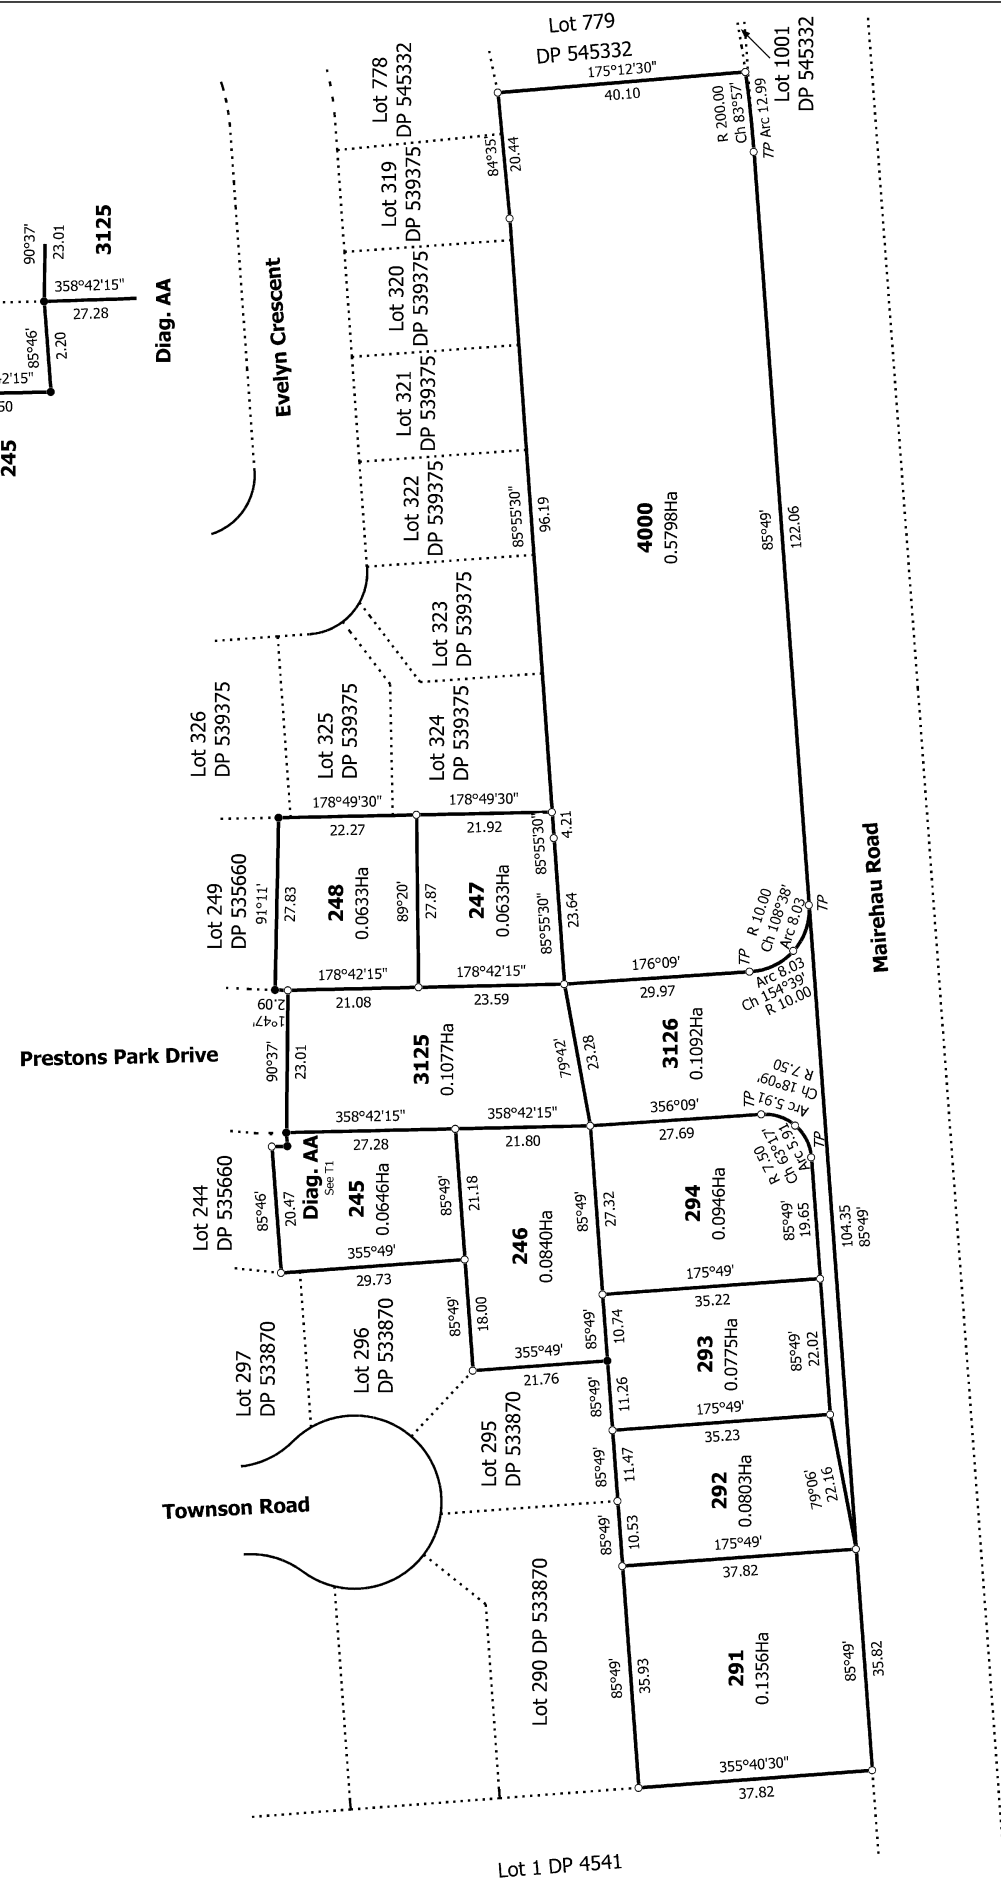 Lot 779
DP 545332
175°12'30"
40.10
Lot 1001
DP 545332
R 200.00
Ch 83°57'
Arc 12.99
TP
Lot 778
DP 545332
84°35'
20.44
Lot 319
DP 539375
Lot 320
DP 539375
Lot 321
DP 539375
Lot 322
DP 539375
Lot 323
DP 539375
Lot 324
DP 539375
Lot 325
DP 539375
Lot 326
DP 539375
90°37'
23.01
3125
358°42'15"
27.28
85°46'
2.20
2'15"
50
245
Diag. AA
Evelyn Crescent
85°55'30"
96.19
4000
0.5798Ha
85°49'
122.06
178°49'30"
22.27
178°49'30"
21.92
85°55'30"
4.21
Lot 249
DP 535660
91°11'
27.83
248
0.0633Ha
89°20'
27.87
247
0.0633Ha
85°55'30"
23.64
Mairehau Road
R 10.00
Ch 108°38'
Arc 8.03
TP
TP
Arc 8.03
Ch 154°39'
R 10.00
178°42'15"
21.08
178°42'15"
23.59
176°09'
29.97
1°47'
2.09
Prestons Park Drive
90°37'
23.01
3125
0.1077Ha
79°42'
23.28
3126
0.1092Ha
R 7.50
Ch 18°09'
Arc 5.91
TP
358°42'15"
27.28
358°42'15"
21.80
356°09'
27.69
R 7.50
Ch 63°17'
Arc 5.91
TP
Lot 244
DP 535660
85°46'
20.47
Diag. AA
See T1
245
0.0646Ha
85°49'
21.18
246
0.0840Ha
85°49'
27.32
294
0.0946Ha
85°49'
19.65
104.35
85°49'
355°49'
29.73
175°49'
35.22
Lot 297
DP 533870
Lot 296
DP 533870
85°49'
18.00
85°49'
10.74
293
0.0775Ha
85°49'
22.02
355°49'
21.76
85°49'
11.26
175°49'
35.23
Lot 295
DP 533870
85°49'
11.47
292
0.0803Ha
79°06'
22.16
Townson Road
85°49'
10.53
175°49'
37.82
Lot 290 DP 533870
85°49'
35.93
291
0.1356Ha
85°49'
35.82
355°40'30"
37.82
Lot 1 DP 4541